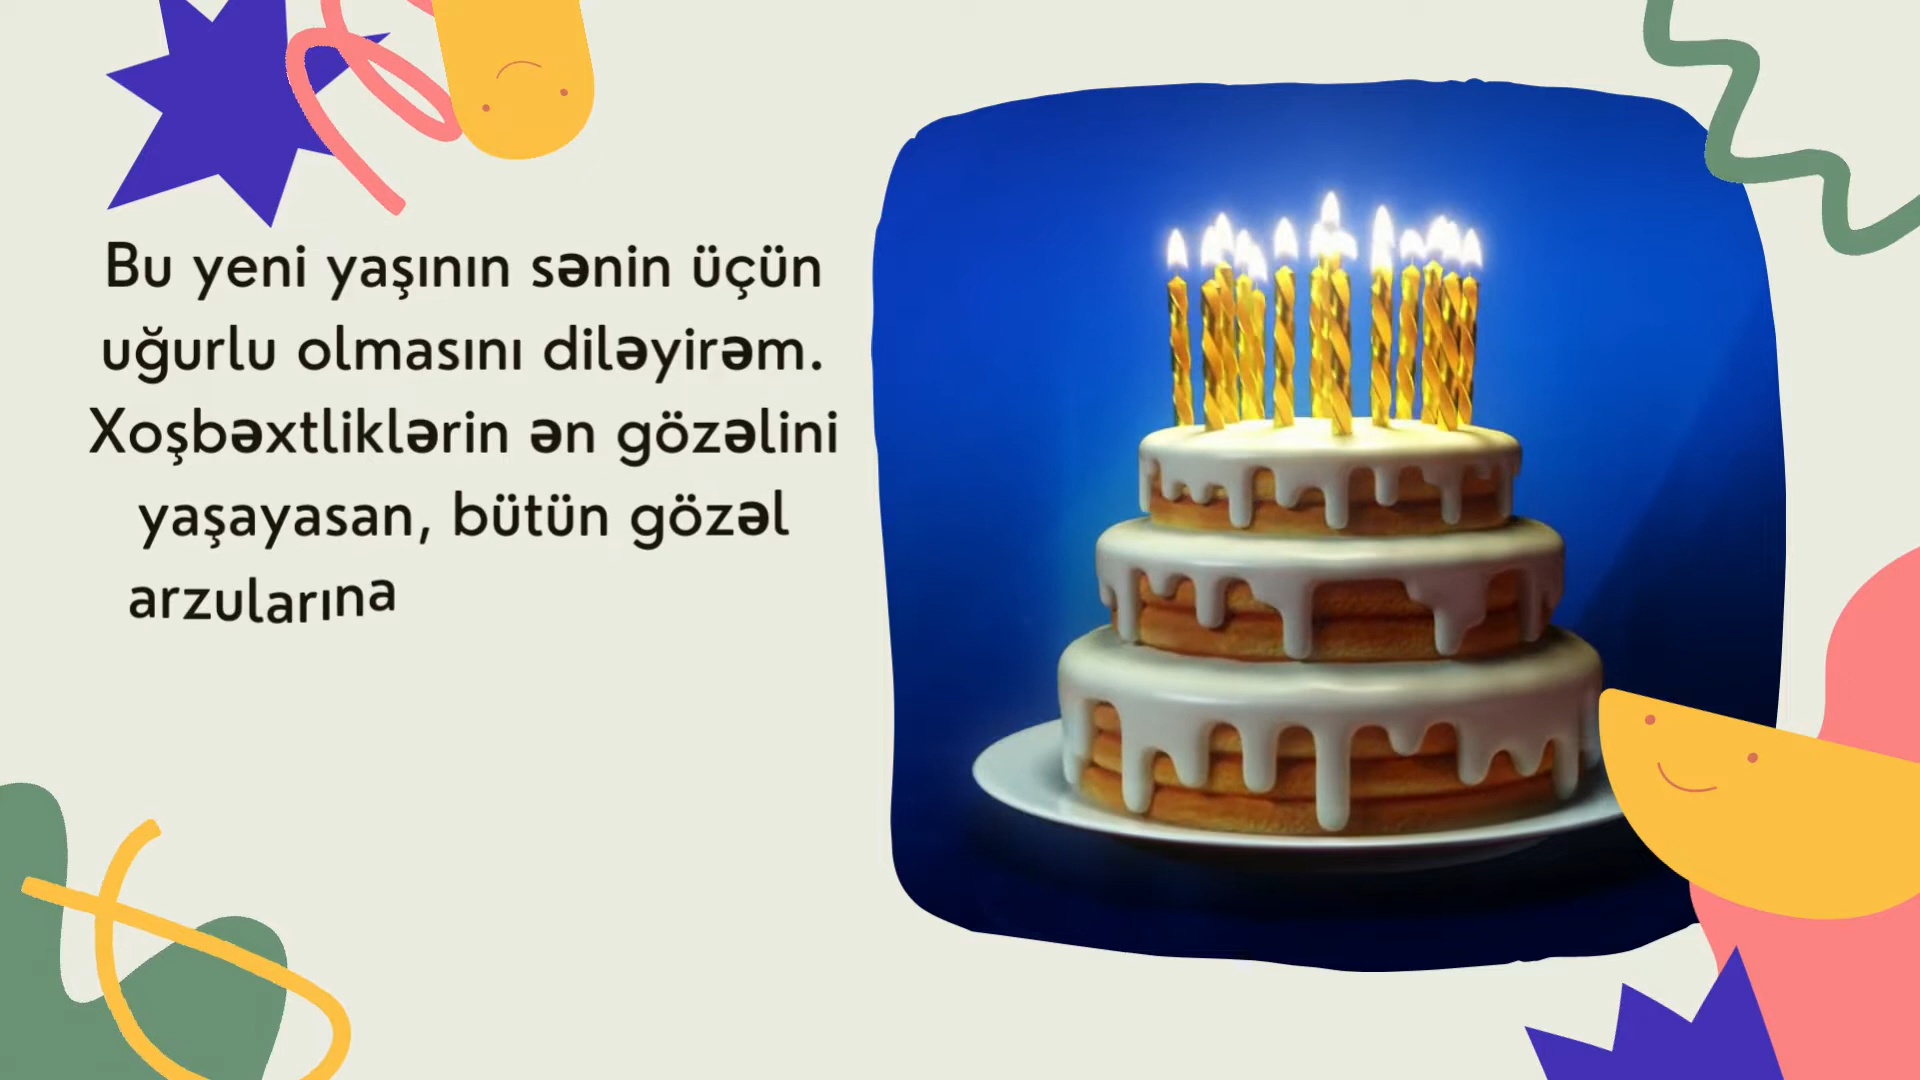 Bu yeni yaşının sənin üçün
uğurlu olmasını diləyirəm.
Xoşbəxtliklərin ən gözəlini
yaşayasan, bütün gözəl
arzularına